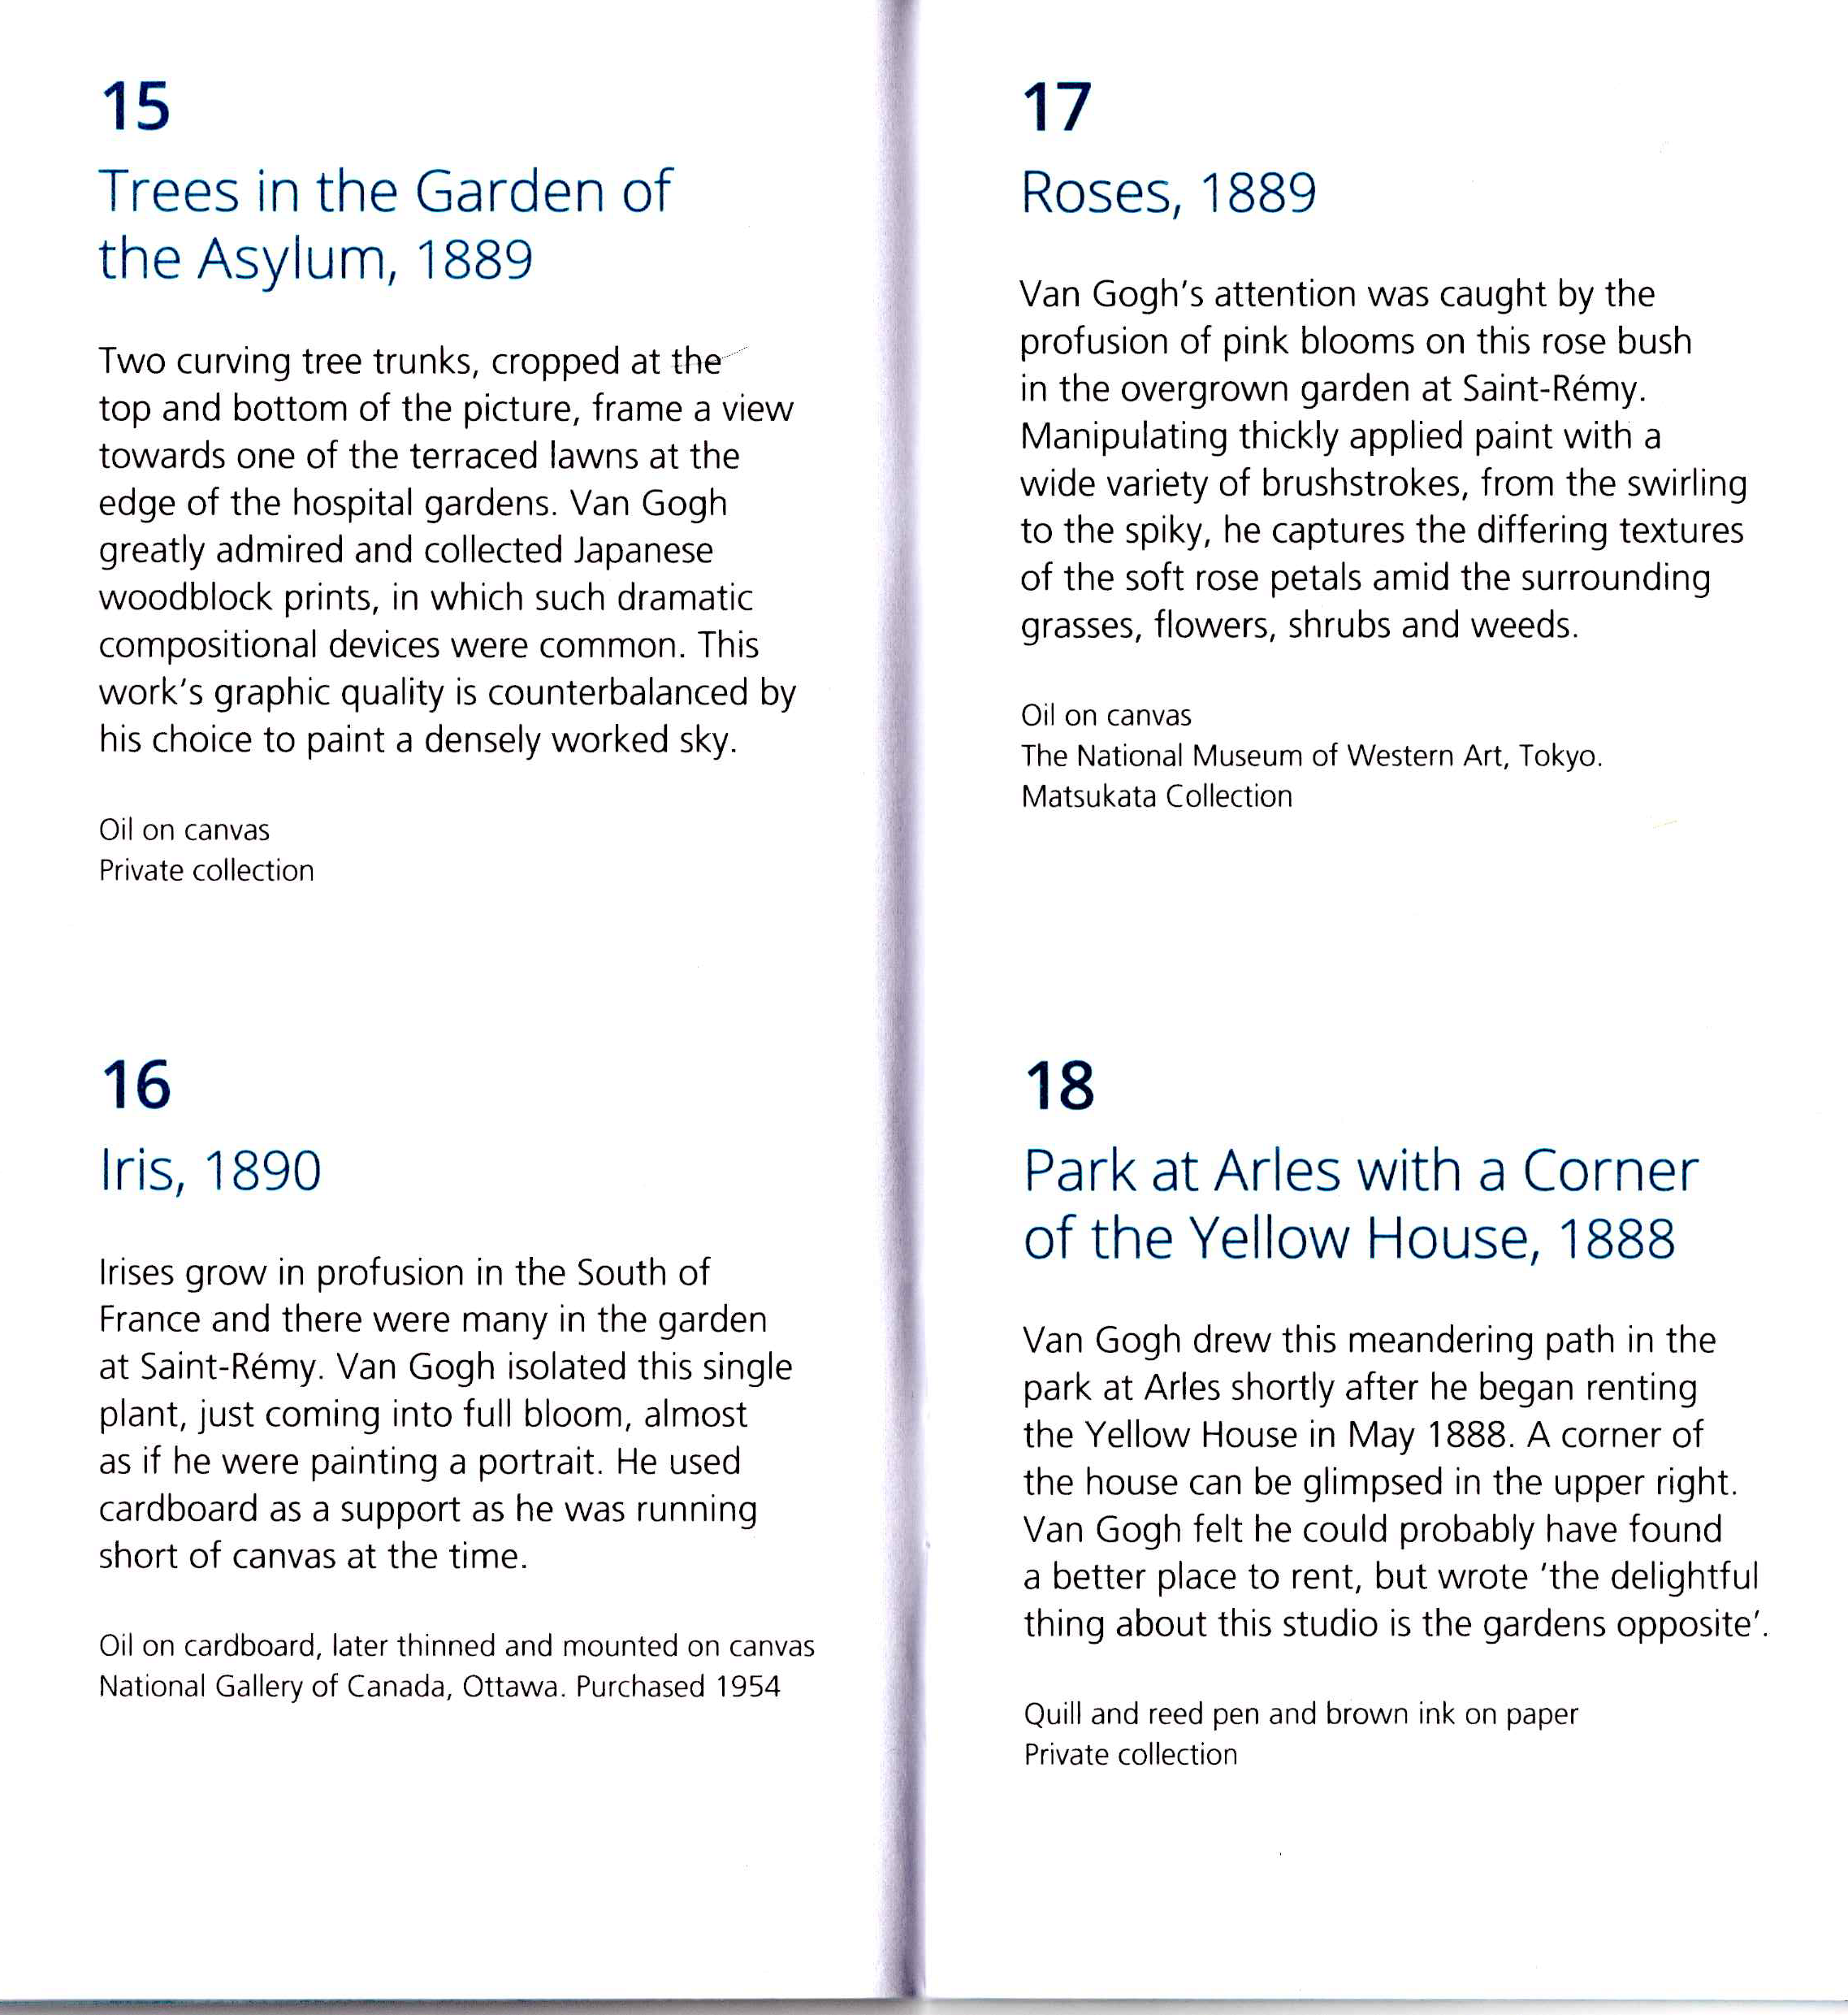 15
Trees in the Garden of
the Asylum, 1889
Two curving tree trunks, cropped at the
top and bottom of the picture, frame a view
towards one of the terraced lawns at the
edge of the hospital gardens. Van Gogh
greatly admired and collected Japanese
woodblock prints, in which such dramatic
compositional devices were common. This
work's graphic quality is counterbalanced by
his choice to paint a densely worked sky.
Oil on canvas
Private collection
16
Iris, 1890
Irises grow in profusion in the South of
France and there were many in the garden
at Saint-Rémy. Van Gogh isolated this single
plant, just coming into full bloom, almost
as if he were painting a portrait. He used
cardboard as a support as he was running
short of canvas at the time.
Oil on cardboard, later thinned and mounted on canvas
National Gallery of Canada, Ottawa. Purchased 1954
17
Roses, 1889
Van Gogh's attention was caught by the
profusion of pink blooms on this rose bush
in the overgrown garden at Saint-Rémy.
Manipulating thickly applied paint with a
wide variety of brushstrokes, from the swirling
to the spiky, he captures the differing textures
of the soft rose petals amid the surrounding
grasses, flowers, shrubs and weeds.
Oil on canvas
The National Museum of Western Art, Tokyo.
Matsukata Collection
18
Park at Arles with a Corner
of the Yellow House, 1888
Van Gogh drew this meandering path in the
park at Arles shortly after he began renting
the Yellow House in May 1888. A corner of
the house can be glimpsed in the upper right.
Van Gogh felt he could probably have found
a better place to rent, but wrote 'the delightful
thing about this studio is the gardens opposite'.
Quill and reed pen and brown ink on paper
Private collection